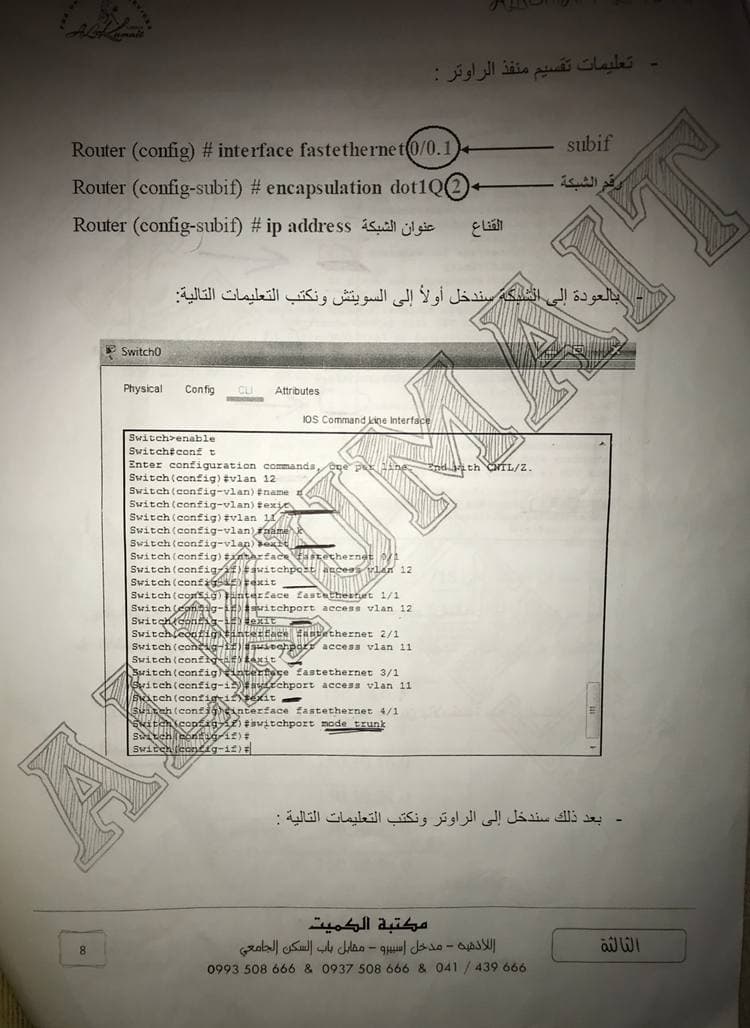 AL-Kumait
- تعليمات تقسيم منفذ الراوتر :
Router (config) # interface fastethernet 0/0.1 subif
Router (config-subif) # encapsulation dot1Q 2 رقم الشبكة
Router (config-subif) # ip address عنوان الشبكة القناع
- بالعودة إلى الشبكة سندخل أولاً إلى السويتش ونكتب التعليمات التالية:
Switch0
Physical Config CLI Attributes
IOS Command Line Interface
Switch>enable
Switch#conf t
Enter configuration commands, one per line. End with CNTL/Z.
Switch(config)#vlan 12
Switch(config-vlan)#name
Switch(config-vlan)#exit
Switch(config)#vlan 11
Switch(config-vlan)#name k
Switch(config-vlan)#exit
Switch(config)#interface fastethernet 0/1
Switch(config-if)#switchport access vlan 12
Switch(config-if)#exit
Switch(config)#interface fastethernet 1/1
Switch(config-if)#switchport access vlan 12
Switch(config-if)#exit
Switch(config)#interface fastethernet 2/1
Switch(config-if)#switchport access vlan 11
Switch(config-if)#exit
Switch(config)#interface fastethernet 3/1
Switch(config-if)#switchport access vlan 11
Switch(config-if)#exit
Switch(config)#interface fastethernet 4/1
Switch(config-if)#switchport mode trunk
Switch(config-if)#
Switch(config-if)#
ALKUMAIT
- بعد ذلك سندخل إلى الراوتر ونكتب التعليمات التالية :
مكتبة الكميت
اللاذقية - مدخل إسبيرو - مقابل باب السكن الجامعي
0993 508 666 & 0937 508 666 & 041 / 439 666
الثالثة
8